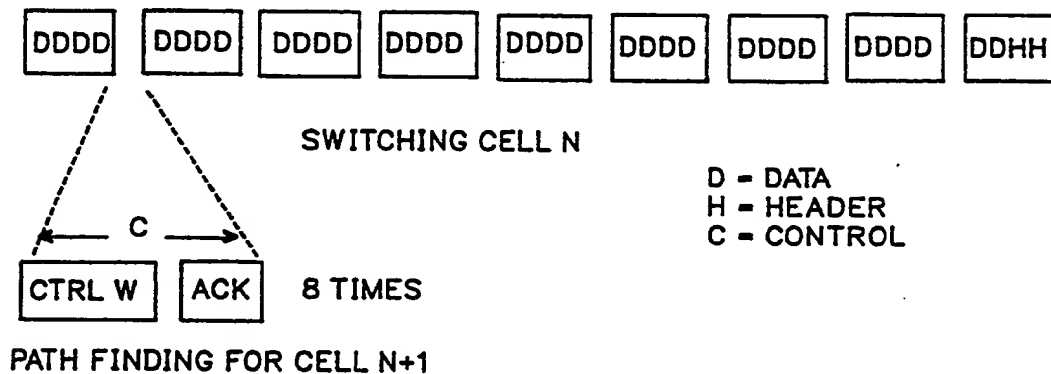 DDDD DDDD DDDD DDDD DDDD DDDD DDDD DDDD DDHH
SWITCHING CELL N
D = DATA
H = HEADER
C = CONTROL
C
CTRL W ACK 8 TIMES
PATH FINDING FOR CELL N+1